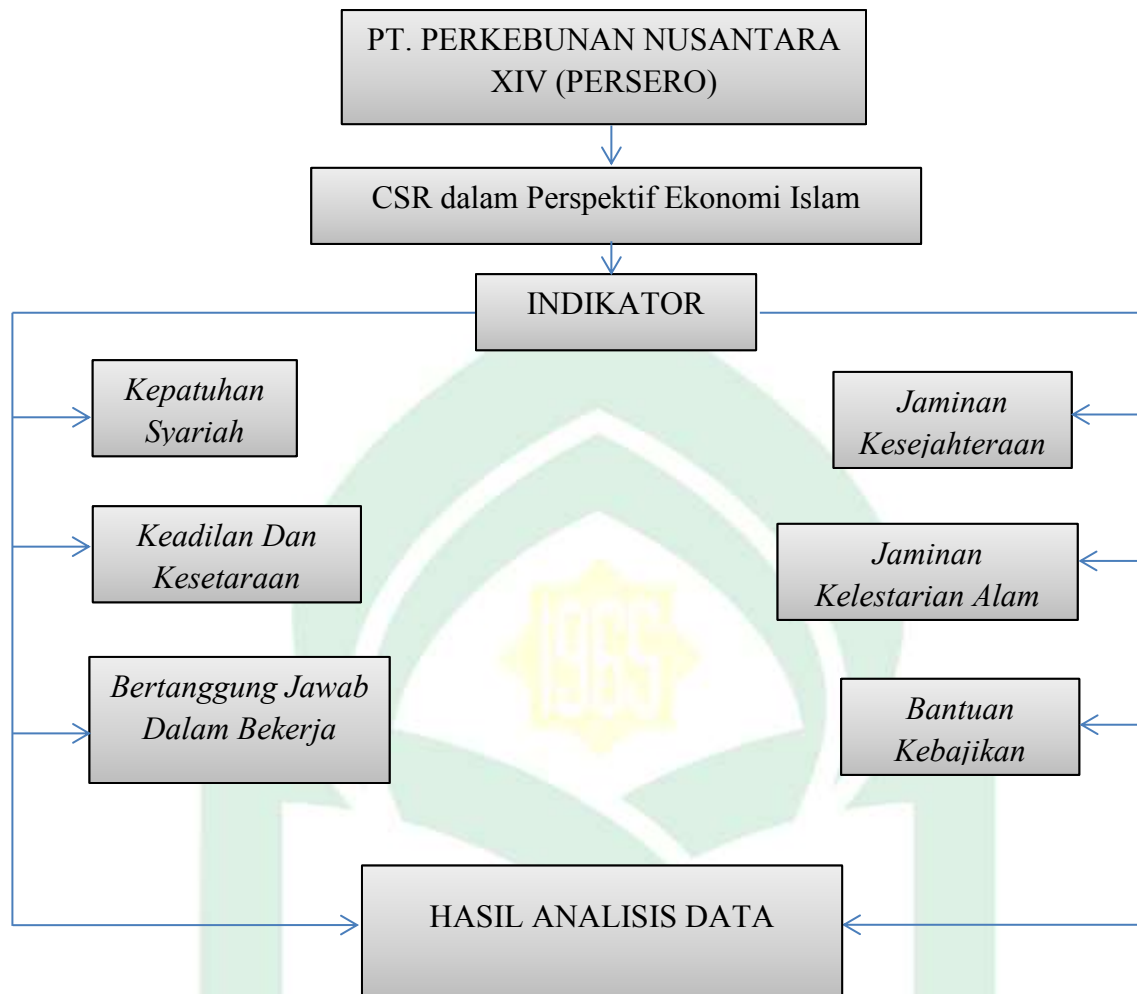 PT. PERKEBUNAN NUSANTARA
XIV (PERSERO)
CSR dalam Perspektif Ekonomi Islam
INDIKATOR
Kepatuhan
Syariah
Jaminan
Kesejahteraan
Keadilan Dan
Kesetaraan
Jaminan
Kelestarian Alam
1965
Bertanggung Jawab
Dalam Bekerja
Bantuan
Kebajikan
HASIL ANALISIS DATA